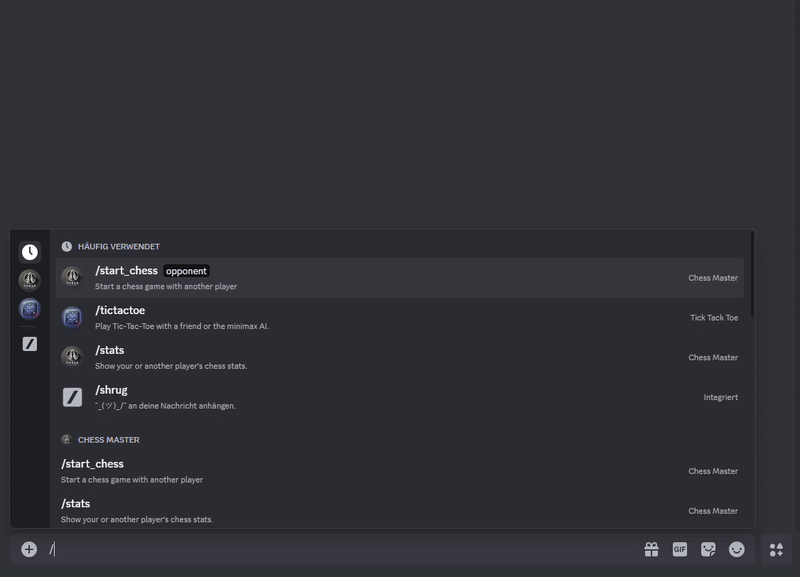 HÄUFIG VERWENDET
/start_chess opponent
Start a chess game with another player
Chess Master
/tictactoe
Play Tic-Tac-Toe with a friend or the minimax AI.
Tick Tack Toe
/stats
Show your or another player's chess stats.
Chess Master
/shrug
¯\_(ツ)_/¯ an deine Nachricht anhängen.
Integriert
CHESS MASTER
/start_chess
Start a chess game with another player
Chess Master
/stats
Show your or another player's chess stats.
Chess Master
/
GIF